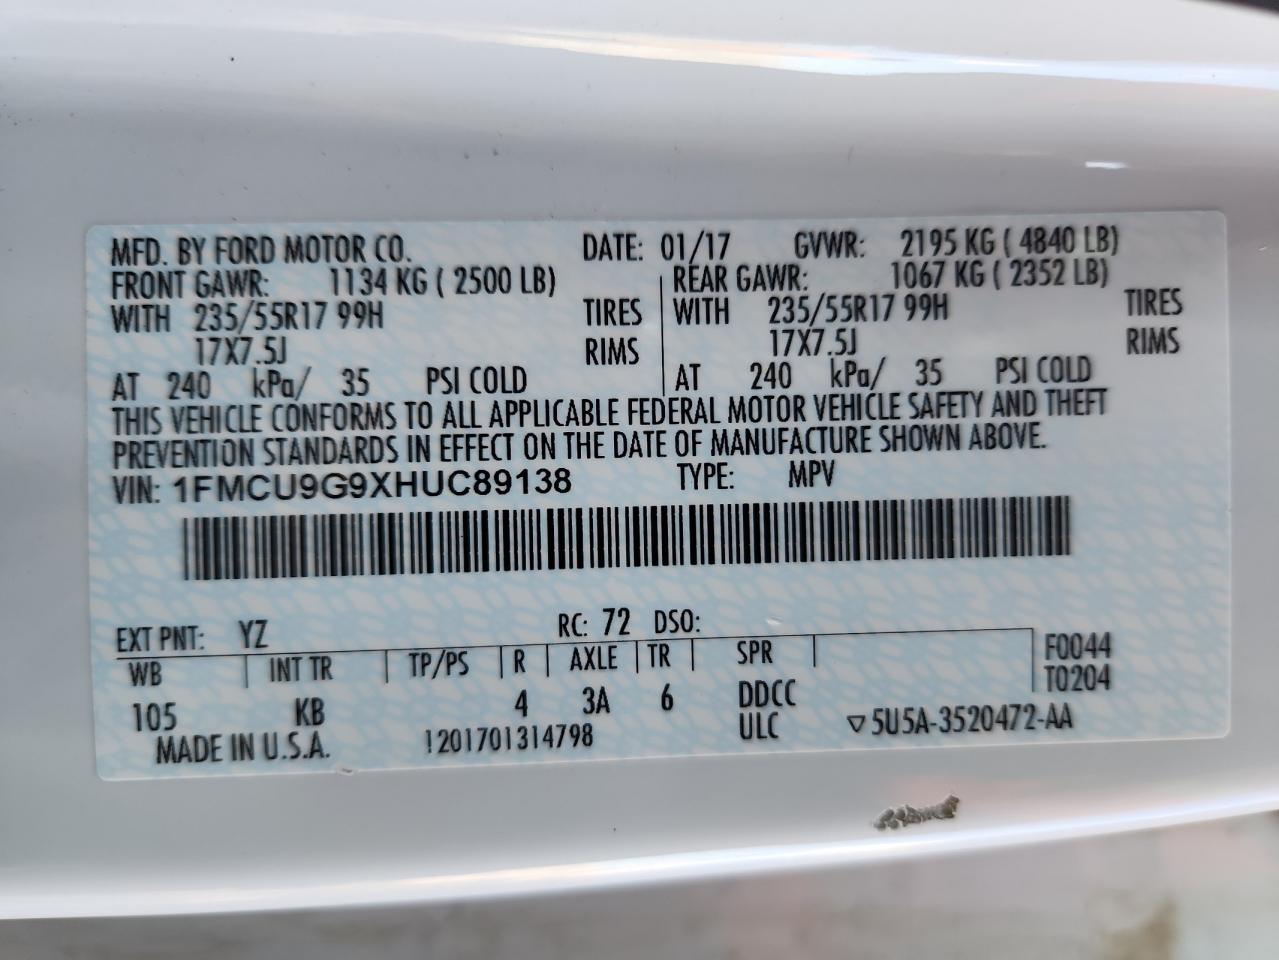 MFD. BY FORD MOTOR CO. DATE: 01/17 GVWR: 2195 KG ( 4840 LB)
FRONT GAWR: 1134 KG ( 2500 LB) REAR GAWR: 1067 KG ( 2352 LB)
WITH 235/55R17 99H TIRES WITH 235/55R17 99H TIRES
17X7.5J RIMS 17X7.5J RIMS
AT 240 kPa/ 35 PSI COLD AT 240 kPa/ 35 PSI COLD
THIS VEHICLE CONFORMS TO ALL APPLICABLE FEDERAL MOTOR VEHICLE SAFETY AND THEFT
PREVENTION STANDARDS IN EFFECT ON THE DATE OF MANUFACTURE SHOWN ABOVE.
VIN: 1FMCU9G9XHUC89138 TYPE: MPV
EXT PNT: YZ RC: 72 DSO:
WB INT TR TP/PS R AXLE TR SPR F0044
105 KB 4 3A 6 DDCC T0204
MADE IN U.S.A. 1201701314798 ULC ▽5U5A-3520472-AA